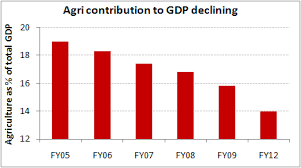 Agri contribution to GDP declining
Agriculture as % of total GDP
20
18
16
14
12
FY05 FY06 FY07 FY08 FY09 FY12